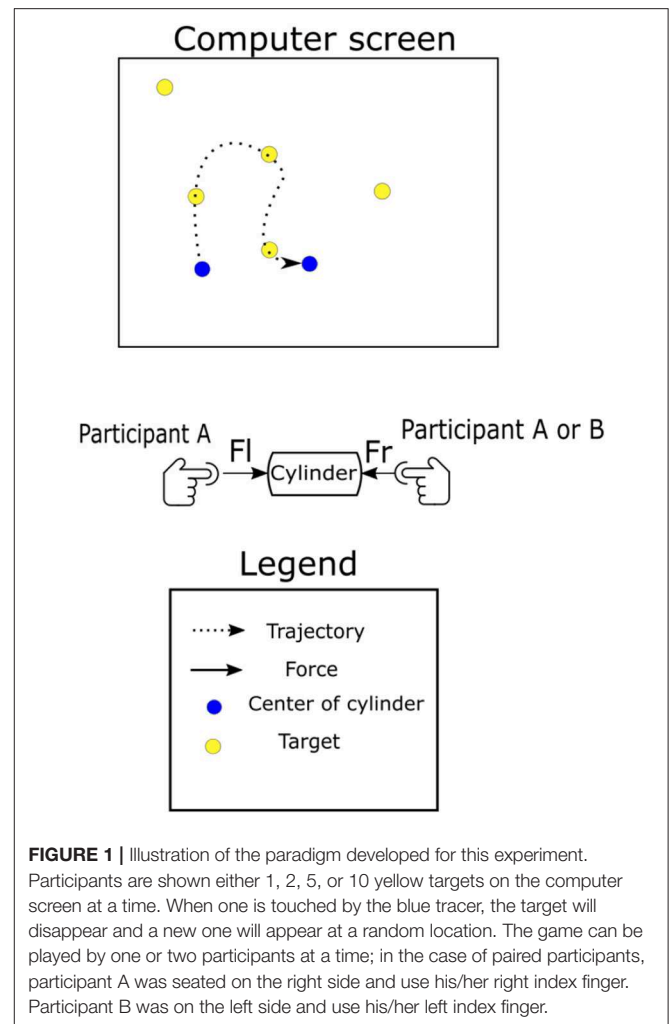 Computer screen
Participant A
Fl
Cylinder
Fr
Participant A or B
Legend
Trajectory
Force
Center of cylinder
Target
FIGURE 1 | Illustration of the paradigm developed for this experiment.
Participants are shown either 1, 2, 5, or 10 yellow targets on the computer
screen at a time. When one is touched by the blue tracer, the target will
disappear and a new one will appear at a random location. The game can be
played by one or two participants at a time; in the case of paired participants,
participant A was seated on the right side and use his/her right index finger.
Participant B was on the left side and use his/her left index finger.